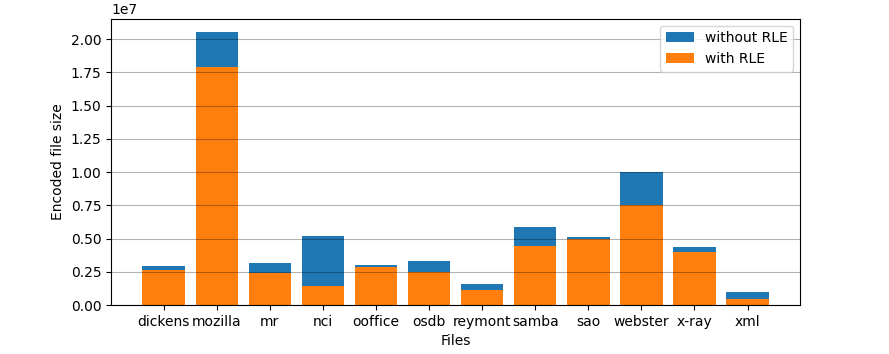 1e7
without RLE
with RLE
2.00
1.75
1.50
1.25
1.00
0.75
0.50
0.25
0.00
Encoded file size
dickens mozilla mr nci ooffice osdb reymont samba sao webster x-ray xml
Files